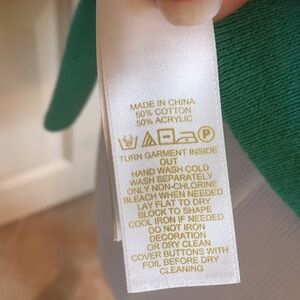 MADE IN CHINA
50% COTTON
50% ACRYLIC
P
TURN GARMENT INSIDE
OUT
HAND WASH COLD
WASH SEPARATELY
ONLY NON-CHLORINE
BLEACH WHEN NEEDED
LAY FLAT TO DRY
BLOCK TO SHAPE
COOL IRON IF NEEDED
DO NOT IRON
DECORATION
OR DRY CLEAN
COVER BUTTONS WITH
FOIL BEFORE DRY
CLEANING